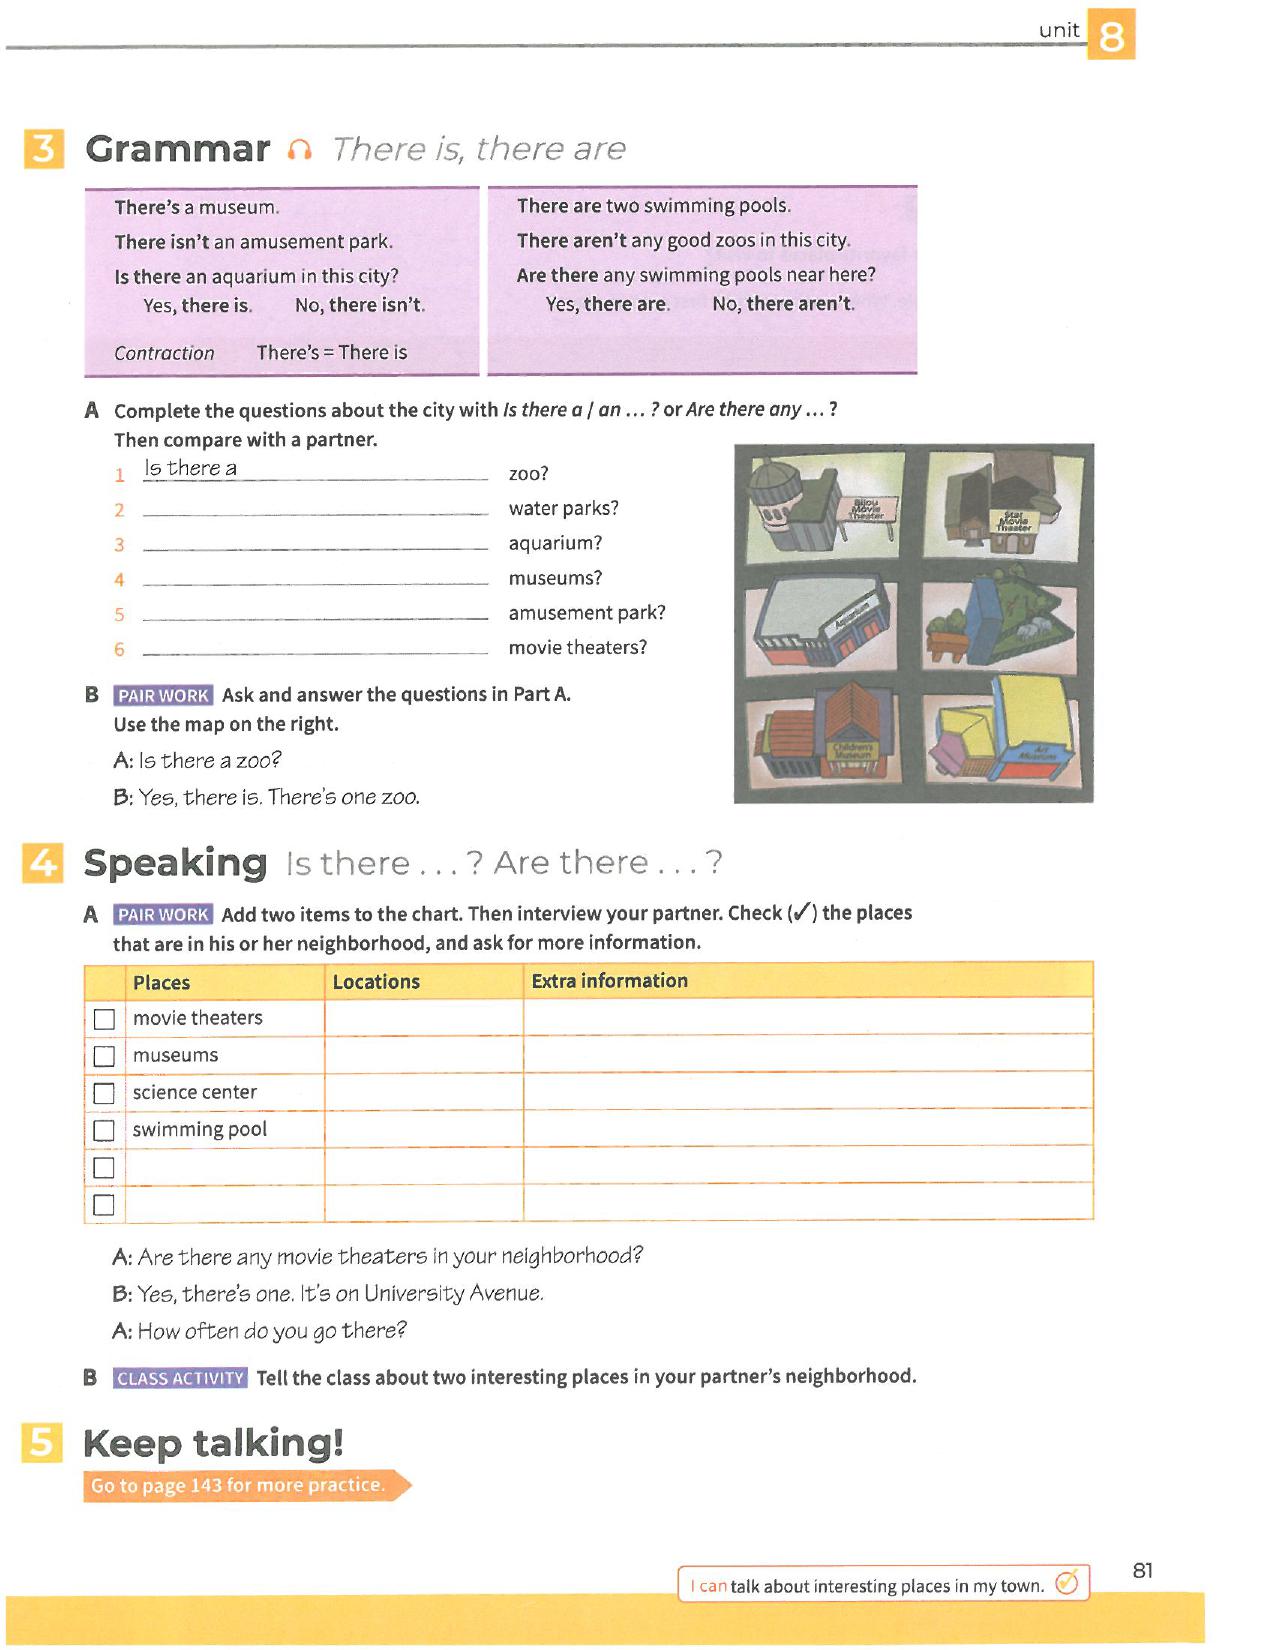 unit 8
3 Grammar There is, there are
There's a museum.
There isn't an amusement park.
Is there an aquarium in this city?
Yes, there is. No, there isn't.
Contraction There's = There is
There are two swimming pools.
There aren't any good zoos in this city.
Are there any swimming pools near here?
Yes, there are. No, there aren't.
A Complete the questions about the city with Is there a / an ... ? or Are there any ... ?
Then compare with a partner.
1 Is there a zoo?
2 water parks?
3 aquarium?
4 museums?
5 amusement park?
6 movie theaters?
Bijou
Movie
Theater
Star
Movie
Theater
Aquarium
Children's
Museum
Art
Museum
B PAIR WORK Ask and answer the questions in Part A.
Use the map on the right.
A: Is there a zoo?
B: Yes, there is. There's one zoo.
4 Speaking Is there ... ? Are there ... ?
A PAIR WORK Add two items to the chart. Then interview your partner. Check (✓) the places
that are in his or her neighborhood, and ask for more information.
Places Locations Extra information
movie theaters
museums
science center
swimming pool
A: Are there any movie theaters in your neighborhood?
B: Yes, there's one. It's on University Avenue.
A: How often do you go there?
B CLASS ACTIVITY Tell the class about two interesting places in your partner's neighborhood.
5 Keep talking!
Go to page 143 for more practice.
I can talk about interesting places in my town.
81